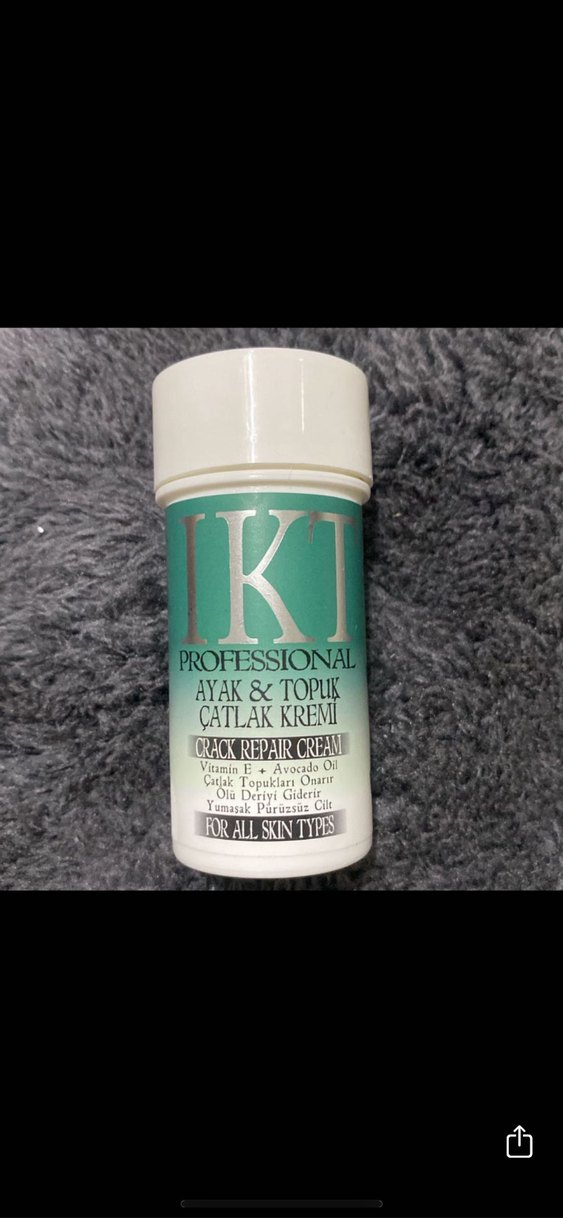 IKT
PROFESSIONAL
AYAK & TOPUK
ÇATLAK KREMİ
CRACK REPAIR CREAM
Vitamin E + Avocado Oil
Çatlak Topukları Onarır
Ölü Deriyi Giderir
Yumaşak Pürüzsüz Cilt
FOR ALL SKIN TYPES